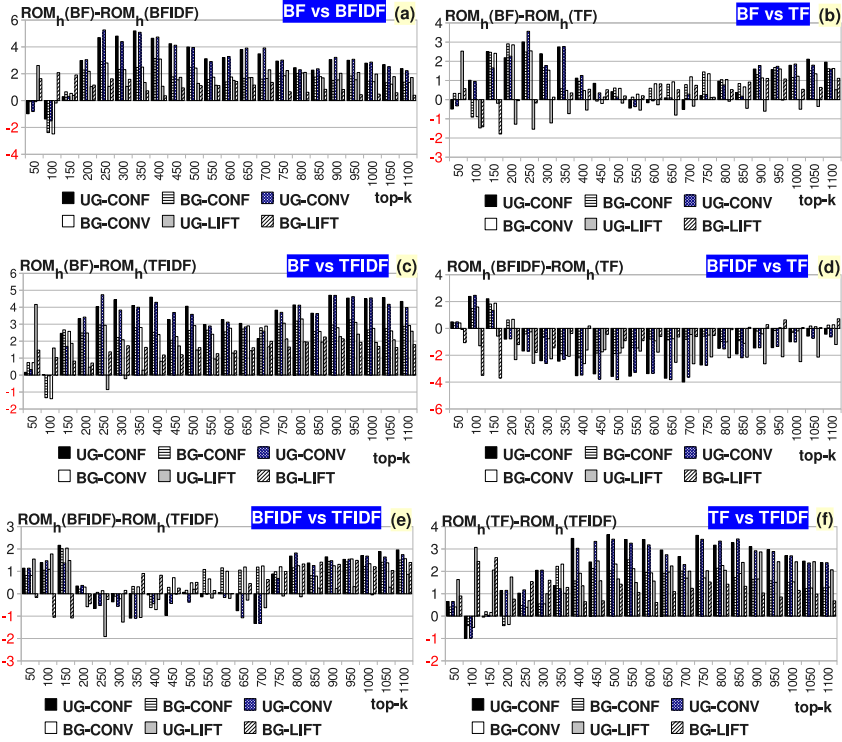 ROMh(BF)-ROMh(BFIDF) BF vs BFIDF (a)
6
4
2
0
-2
-4
50 100 150 200 250 300 350 400 450 500 550 600 650 700 750 800 850 900 950 1000 1050 1100
UG-CONF BG-CONF UG-CONV top-k
BG-CONV UG-LIFT BG-LIFT
ROMh(BF)-ROMh(TF) BF vs TF (b)
4
3
2
1
0
-1
-2
-3
50 100 150 200 250 300 350 400 450 500 550 600 650 700 750 800 850 900 950 1000 1050 1100
UG-CONF BG-CONF UG-CONV top-k
BG-CONV UG-LIFT BG-LIFT
ROMh(BF)-ROMh(TFIDF) BF vs TFIDF (c)
6
5
4
3
2
1
0
-1
-2
50 100 150 200 250 300 350 400 450 500 550 600 650 700 750 800 850 900 950 1000 1050 1100
UG-CONF BG-CONF UG-CONV top-k
BG-CONV UG-LIFT BG-LIFT
ROMh(BFIDF)-ROMh(TF) BFIDF vs TF (d)
4
2
0
-2
-4
-6
50 100 150 200 250 300 350 400 450 500 550 600 650 700 750 800 850 900 950 1000 1050 1100
UG-CONF BG-CONF UG-CONV top-k
BG-CONV UG-LIFT BG-LIFT
ROMh(BFIDF)-ROMh(TFIDF) BFIDF vs TFIDF (e)
3
2
1
0
-1
-2
-3
50 100 150 200 250 300 350 400 450 500 550 600 650 700 750 800 850 900 950 1000 1050 1100
UG-CONF BG-CONF UG-CONV top-k
BG-CONV UG-LIFT BG-LIFT
ROMh(TF)-ROMh(TFIDF) TF vs TFIDF (f)
4
3
2
1
0
-1
-2
50 100 150 200 250 300 350 400 450 500 550 600 650 700 750 800 850 900 950 1000 1050 1100
UG-CONF BG-CONF UG-CONV top-k
BG-CONV UG-LIFT BG-LIFT